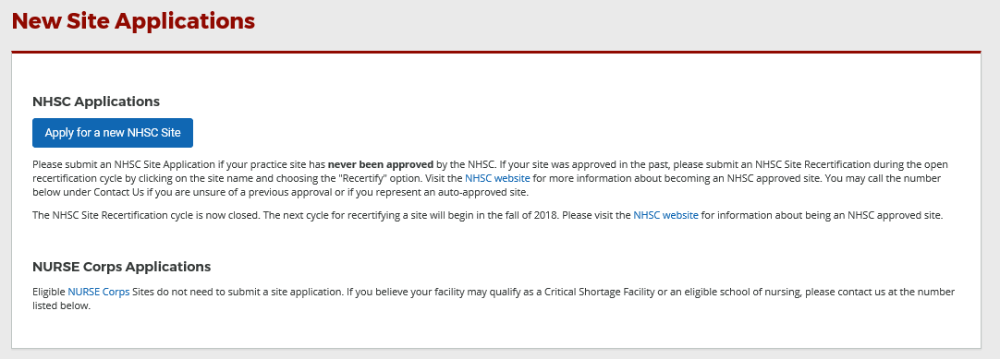 New Site Applications
NHSC Applications
Apply for a new NHSC Site
Please submit an NHSC Site Application if your practice site has never been approved by the NHSC. If your site was approved in the past, please submit an NHSC Site Recertification during the open
recertification cycle by clicking on the site name and choosing the "Recertify" option. Visit the NHSC website for more information about becoming an NHSC approved site. You may call the number
below under Contact Us if you are unsure of a previous approval or if you represent an auto-approved site.
The NHSC Site Recertification cycle is now closed. The next cycle for recertifying a site will begin in the fall of 2018. Please visit the NHSC website for information about being an NHSC approved site.
NURSE Corps Applications
Eligible NURSE Corps Sites do not need to submit a site application. If you believe your facility may qualify as a Critical Shortage Facility or an eligible school of nursing, please contact us at the number
listed below.